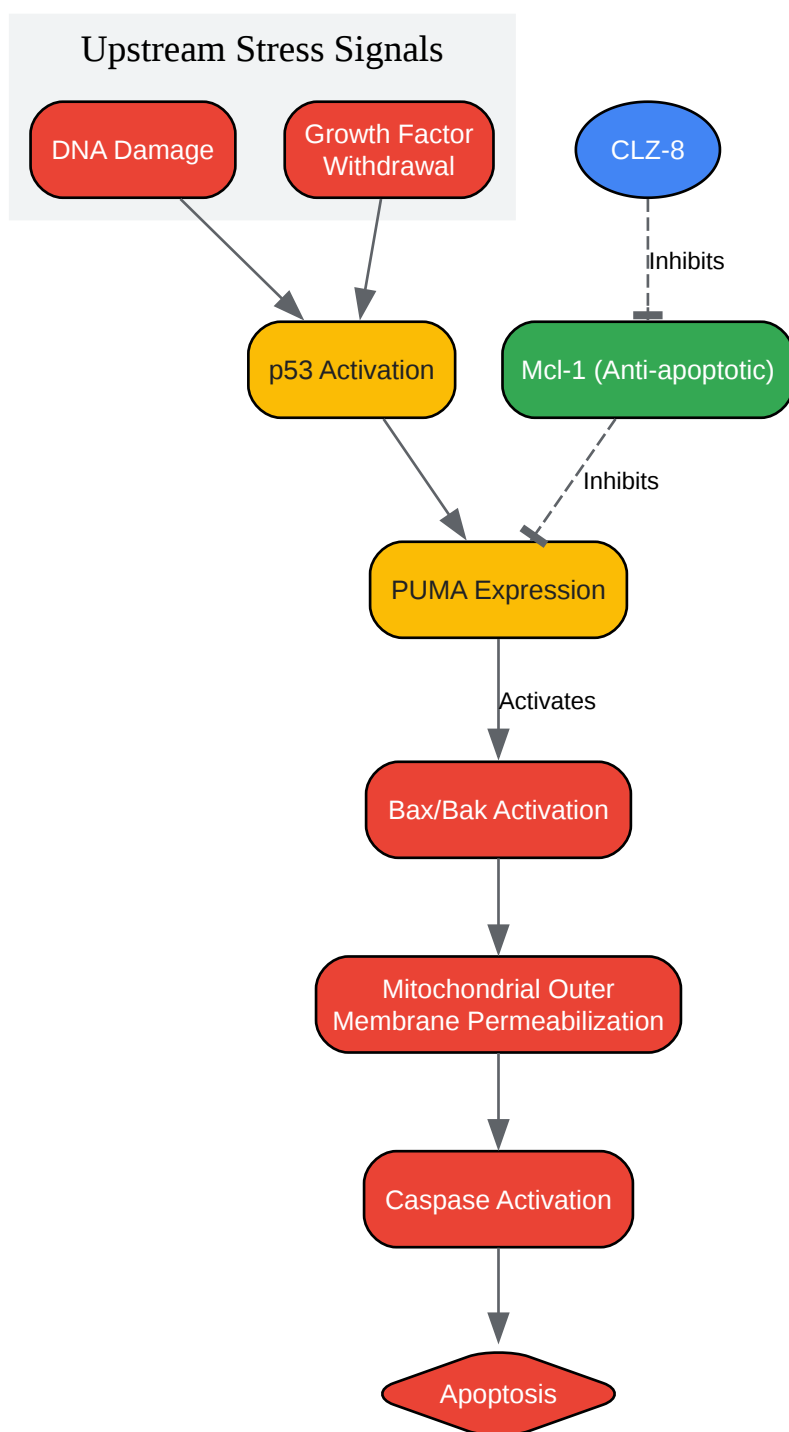 Upstream Stress Signals
DNA Damage
Growth Factor
Withdrawal
CLZ-8
Inhibits
p53 Activation
Mcl-1 (Anti-apoptotic)
Inhibits
PUMA Expression
Activates
Bax/Bak Activation
Mitochondrial Outer
Membrane Permeabilization
Caspase Activation
Apoptosis